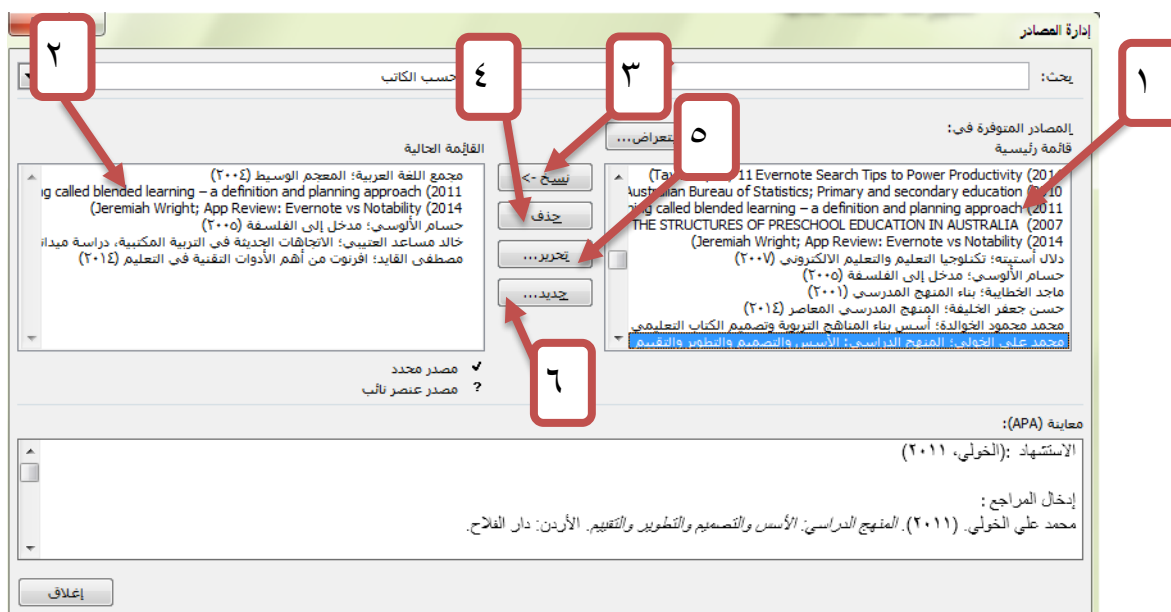 إدارة المصادر
١
٢
٣
٤
٥
٦
بحث:
حسب الكاتب
المصادر المتوفرة في:
قائمة رئيسية
القائمة الحالية
11 Evernote Search Tips to Power Productivity (2014
Australian Bureau of Statistics; Primary and secondary education (2010
called blended learning – a definition and planning approach (2011
THE STRUCTURES OF PRESCHOOL EDUCATION IN AUSTRALIA (2007
(Jeremiah Wright; App Review: Evernote vs Notability (2014
دلال أستيته؛ تكنلوجيا التعليم والتعليم الالكتروني (٢٠٠٧)
حسام الألوسي؛ مدخل إلى الفلسفة (٢٠٠٥)
ماجد الخطايبة؛ بناء المنهج المدرسي (٢٠٠١)
حسن جعفر الخليفة؛ المنهج المدرسي المعاصر (٢٠١٤)
محمد محمود الخوالدة؛ أسس بناء المناهج التربوية وتصميم الكتاب التعليمي
محمد علي الخولي؛ المنهج الدراسي: الأسس والتصميم والتطوير والتقييم
نسخ ->
حذف
تحرير...
جديد...
مجمع اللغة العربية؛ المعجم الوسيط (٢٠٠٤)
called blended learning – a definition and planning approach (2011
(Jeremiah Wright; App Review: Evernote vs Notability (2014
حسام الألوسي؛ مدخل إلى الفلسفة (٢٠٠٥)
خالد مساعد العتيبي؛ الاتجاهات الحديثة في التربية المكتبية، دراسة
مصطفى القايد؛ افرنوت من أهم الأدوات التقنية في التعليم (٢٠١٤)
مصدر محدد
? مصدر عنصر نائب
معاينة (APA):
الاستشهاد :(الخولي، ٢٠١١)
إدخال المراجع:
محمد علي الخولي. (٢٠١١). المنهج الدراسي: الأسس والتصميم والتطوير والتقييم. الأردن: دار الفلاح.
إغلاق